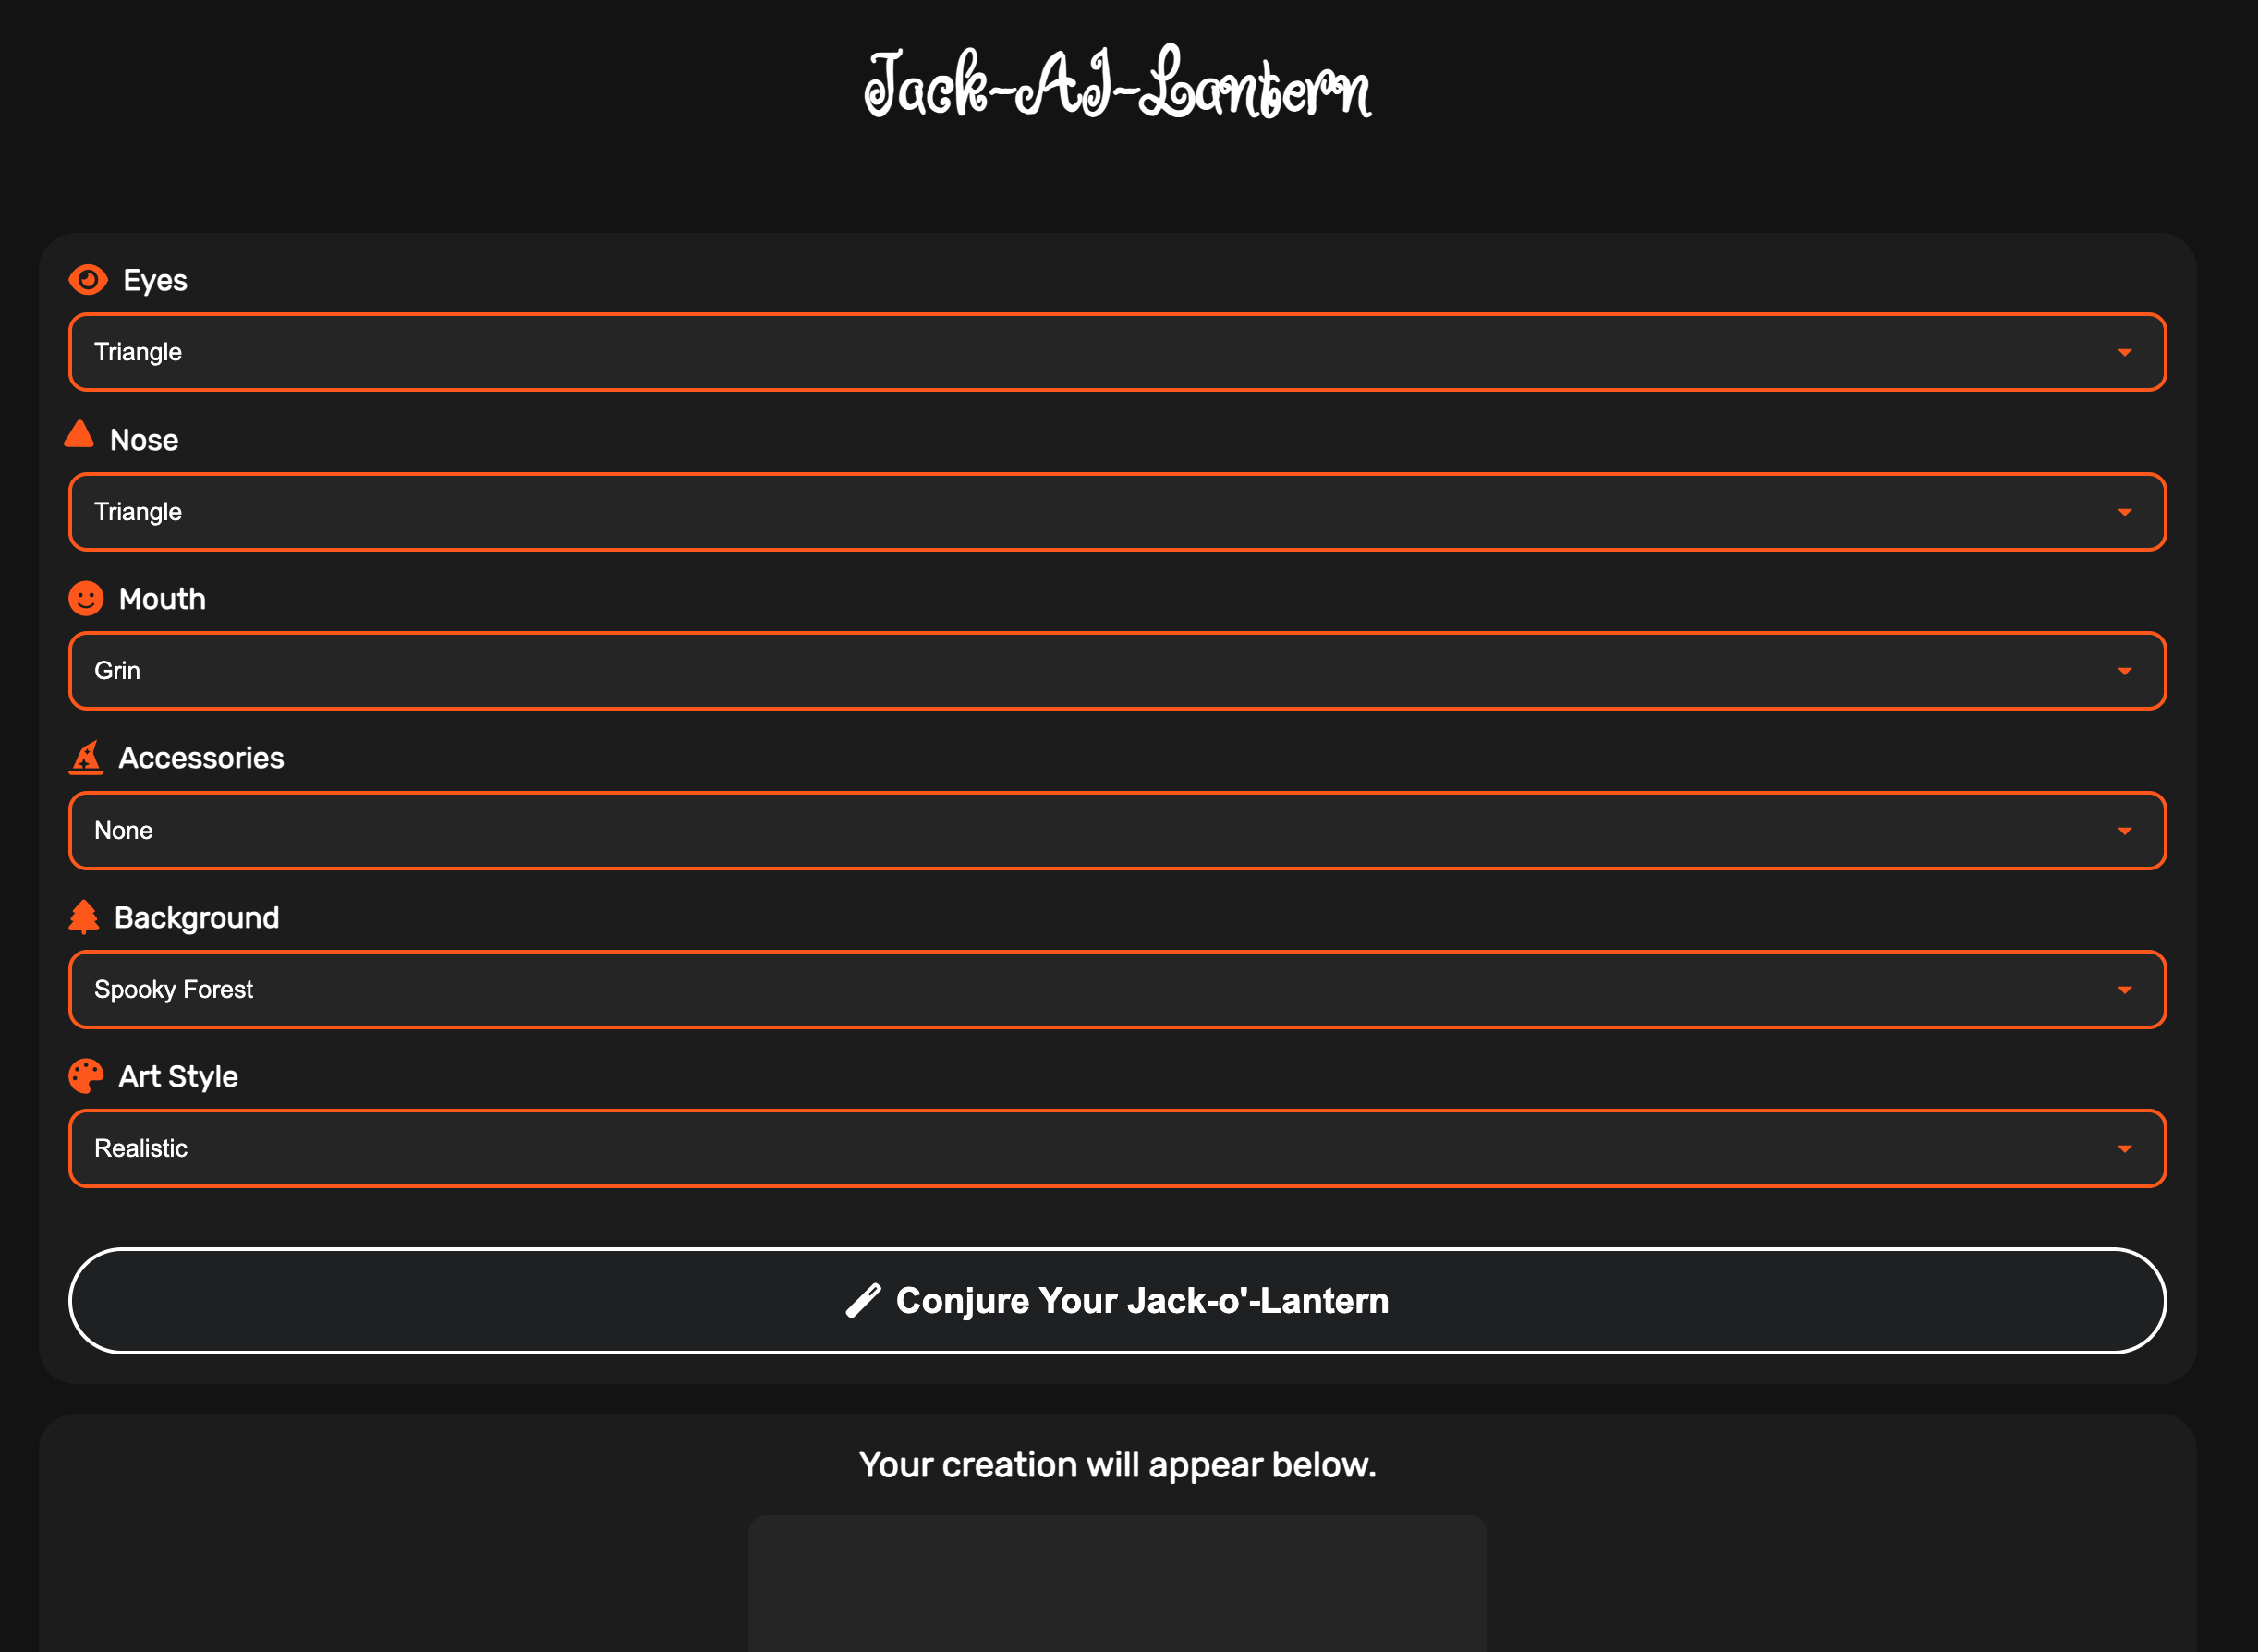 Jack-AI-Lantern
Eyes
Triangle
Nose
Triangle
Mouth
Grin
Accessories
None
Background
Spooky Forest
Art Style
Realistic
Conjure Your Jack-o'-Lantern
Your creation will appear below.